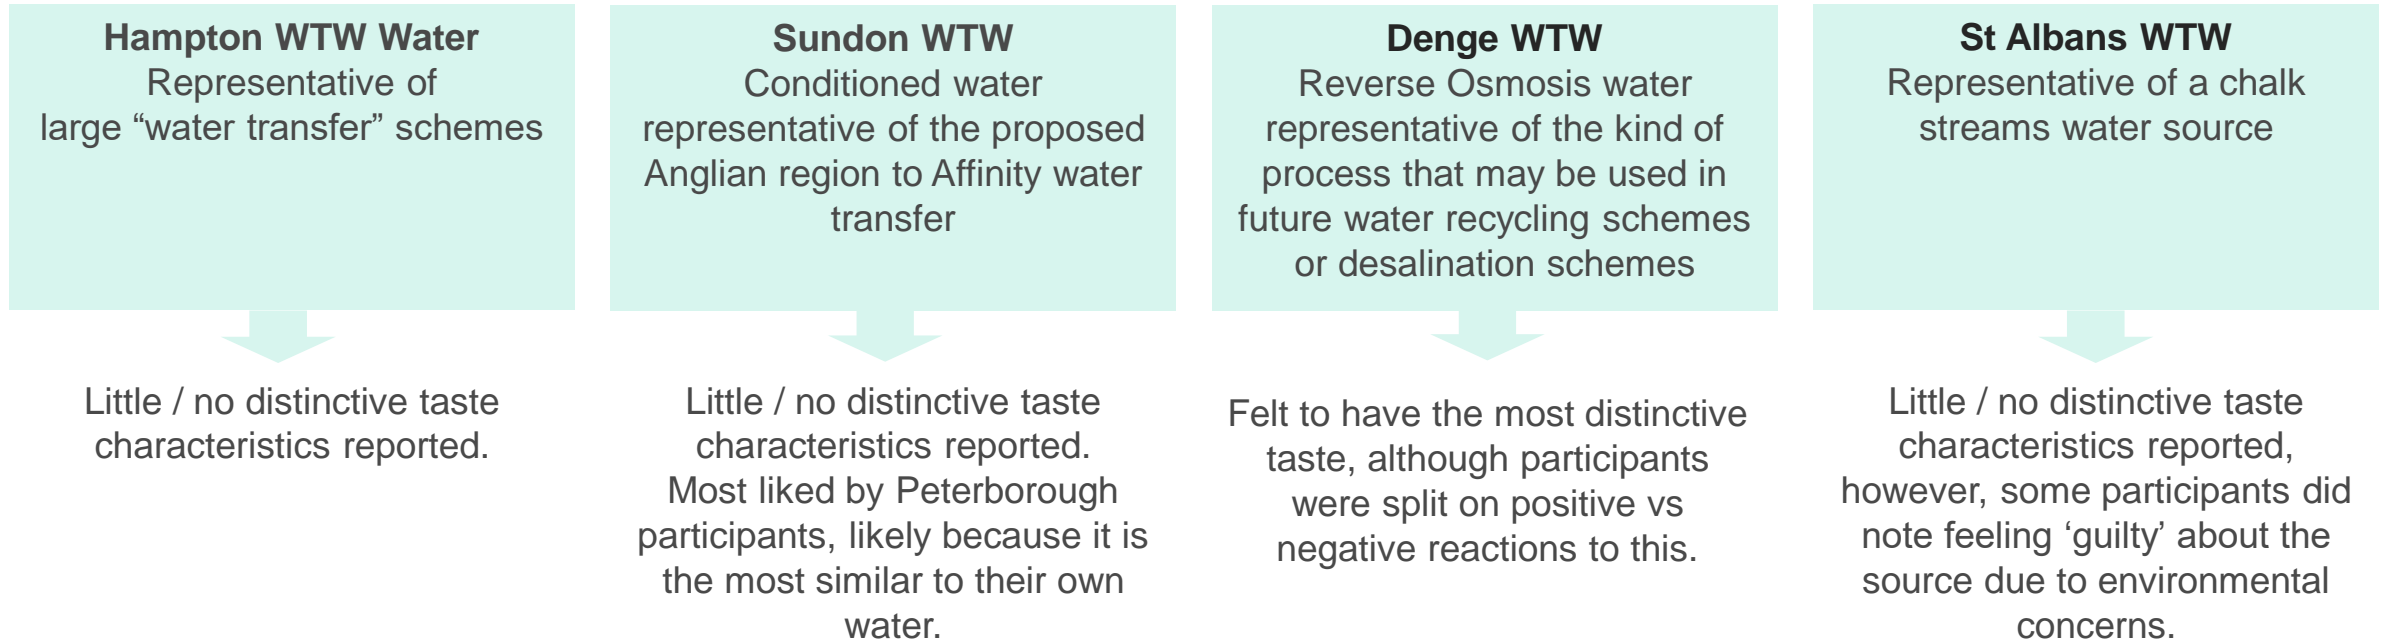 Hampton WTW Water
Representative of
large “water transfer” schemes
Sundon WTW
Conditioned water
representative of the proposed
Anglian region to Affinity water
transfer
Denge WTW
Reverse Osmosis water
representative of the kind of
process that may be used in
future water recycling schemes
or desalination schemes
St Albans WTW
Representative of a chalk
streams water source
Little / no distinctive taste
characteristics reported.
Little / no distinctive taste
characteristics reported.
Most liked by Peterborough
participants, likely because it is
the most similar to their own
water.
Felt to have the most distinctive
taste, although participants
were split on positive vs
negative reactions to this.
Little / no distinctive taste
characteristics reported,
however, some participants did
note feeling ‘guilty’ about the
source due to environmental
concerns.